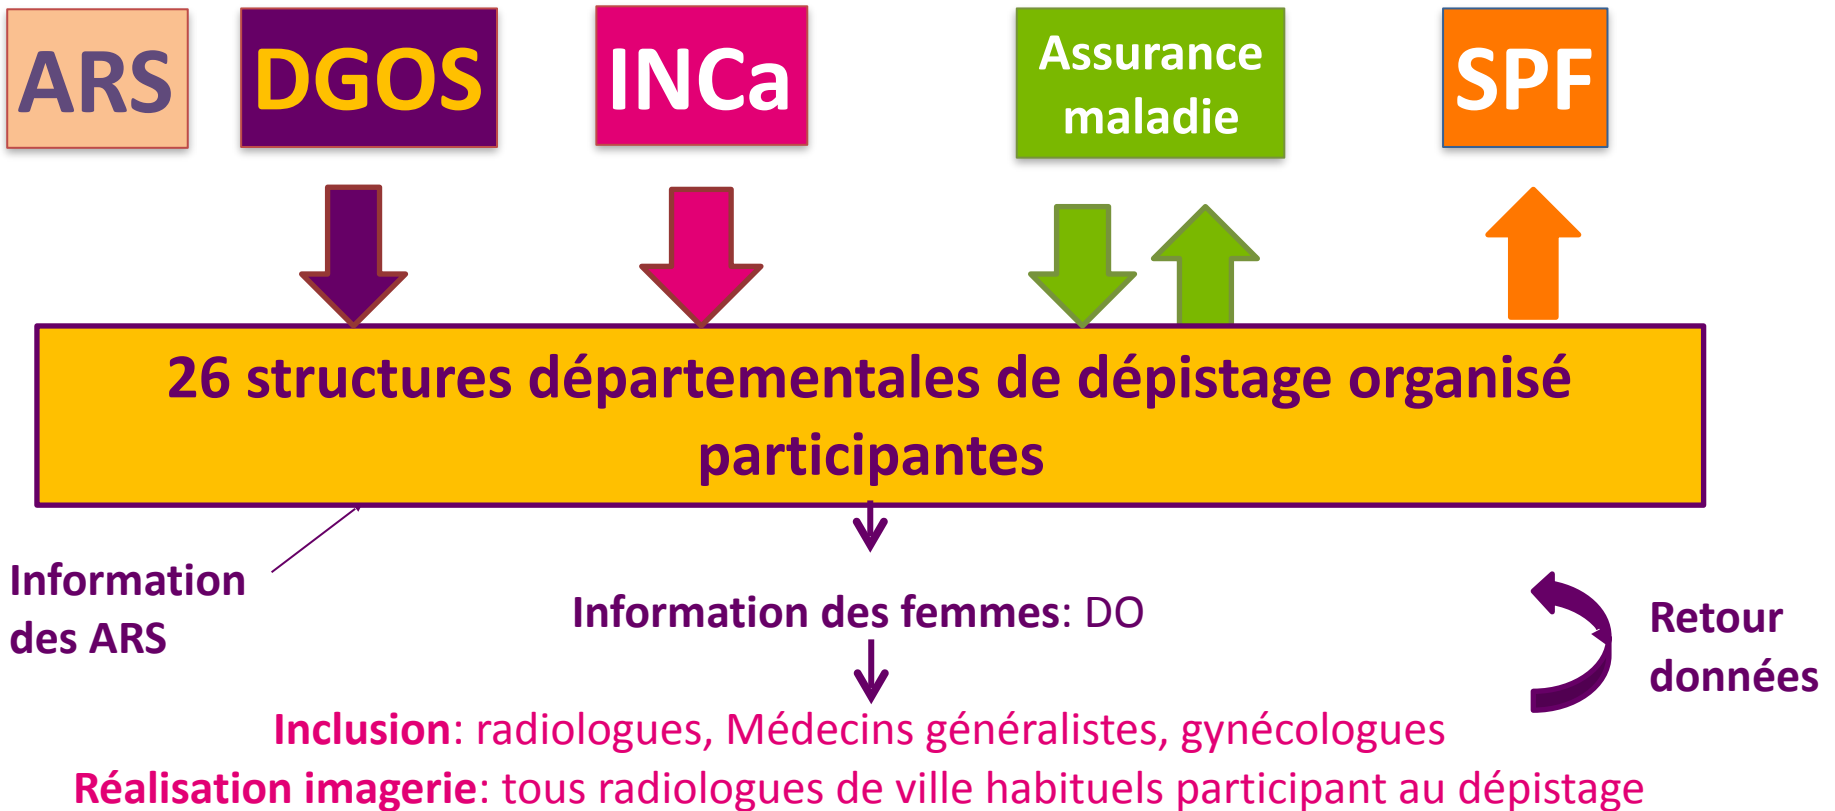 ARS
DGOS
INCa
Assurance
maladie
SPF
26 structures départementales de dépistage organisé
participantes
Information
des ARS
Information des femmes: DO
Retour
données
Inclusion: radiologues, Médecins généralistes, gynécologues
Réalisation imagerie: tous radiologues de ville habituels participant au dépistage